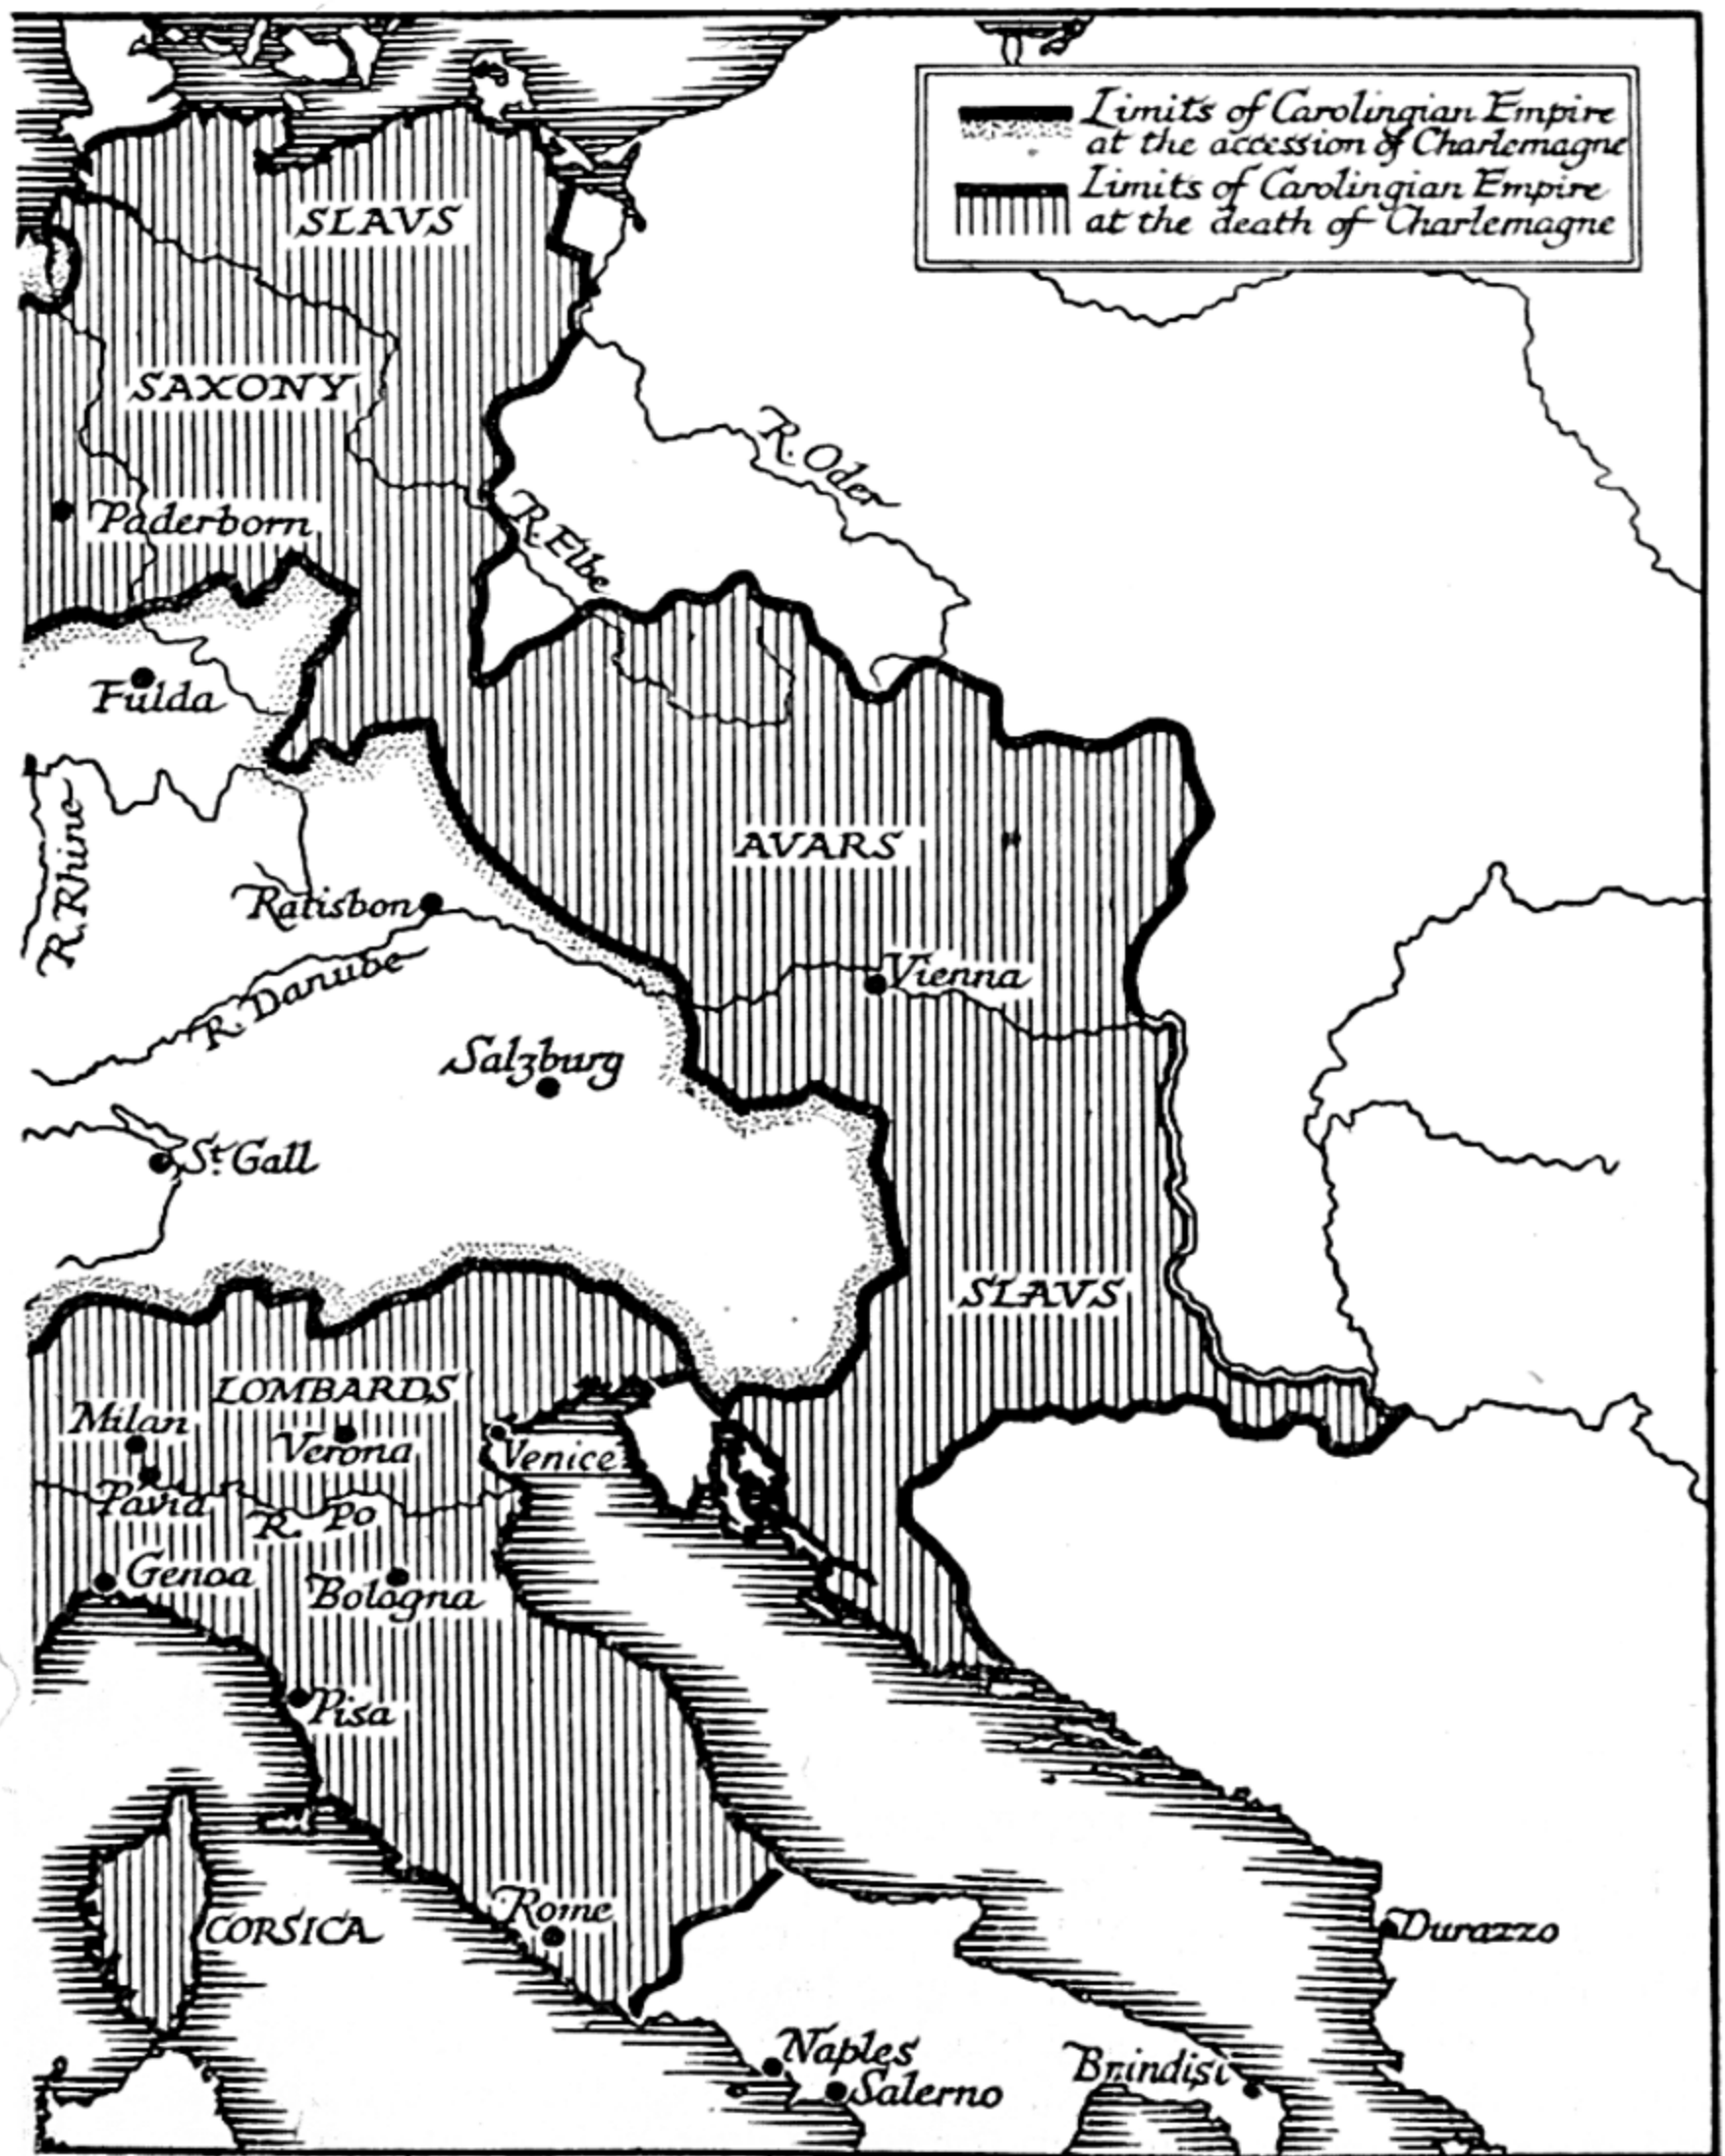 Limits of Carolingian Empire
at the accession of Charlemagne
Limits of Carolingian Empire
at the death of Charlemagne
SLAVS
SAXONY
R. Oder
Paderborn
R. Elbe
Fulda
R. Rhine
AVARS
Ratisbon
R. Danube
Vienna
Salzburg
St. Gall
SLAVS
LOMBARDS
Milan
Verona
Venice
Pavia
R. Po
Genoa
Bologna
Pisa
Rome
CORSICA
Durazzo
Naples
Brindisi
Salerno